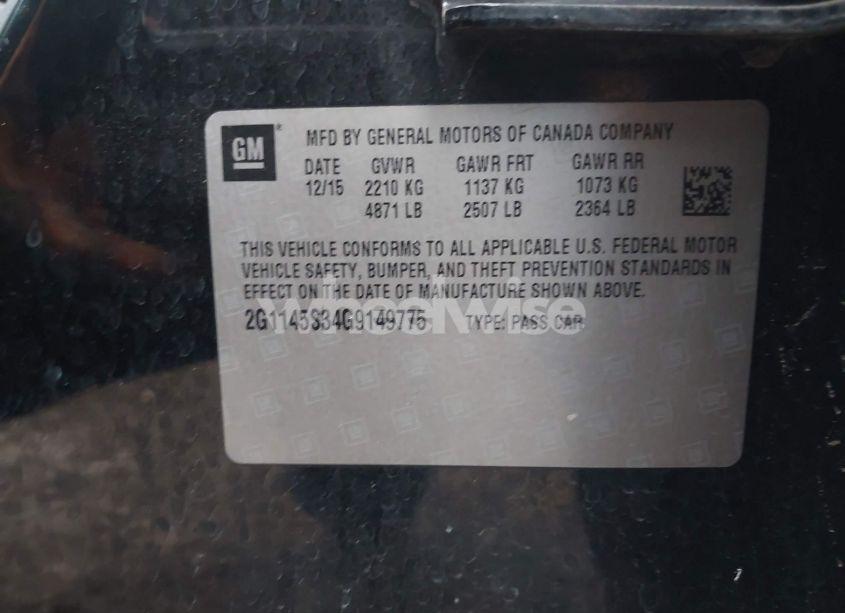 GM ® MFD BY GENERAL MOTORS OF CANADA COMPANY
DATE GVWR GAWR FRT GAWR RR
12/15 2210 KG 1137 KG 1073 KG
4871 LB 2507 LB 2364 LB
THIS VEHICLE CONFORMS TO ALL APPLICABLE U.S. FEDERAL MOTOR
VEHICLE SAFETY, BUMPER, AND THEFT PREVENTION STANDARDS IN
EFFECT ON THE DATE OF MANUFACTURE SHOWN ABOVE.
2G1145S34G9149775 TYPE: PASS CAR
WheelWise